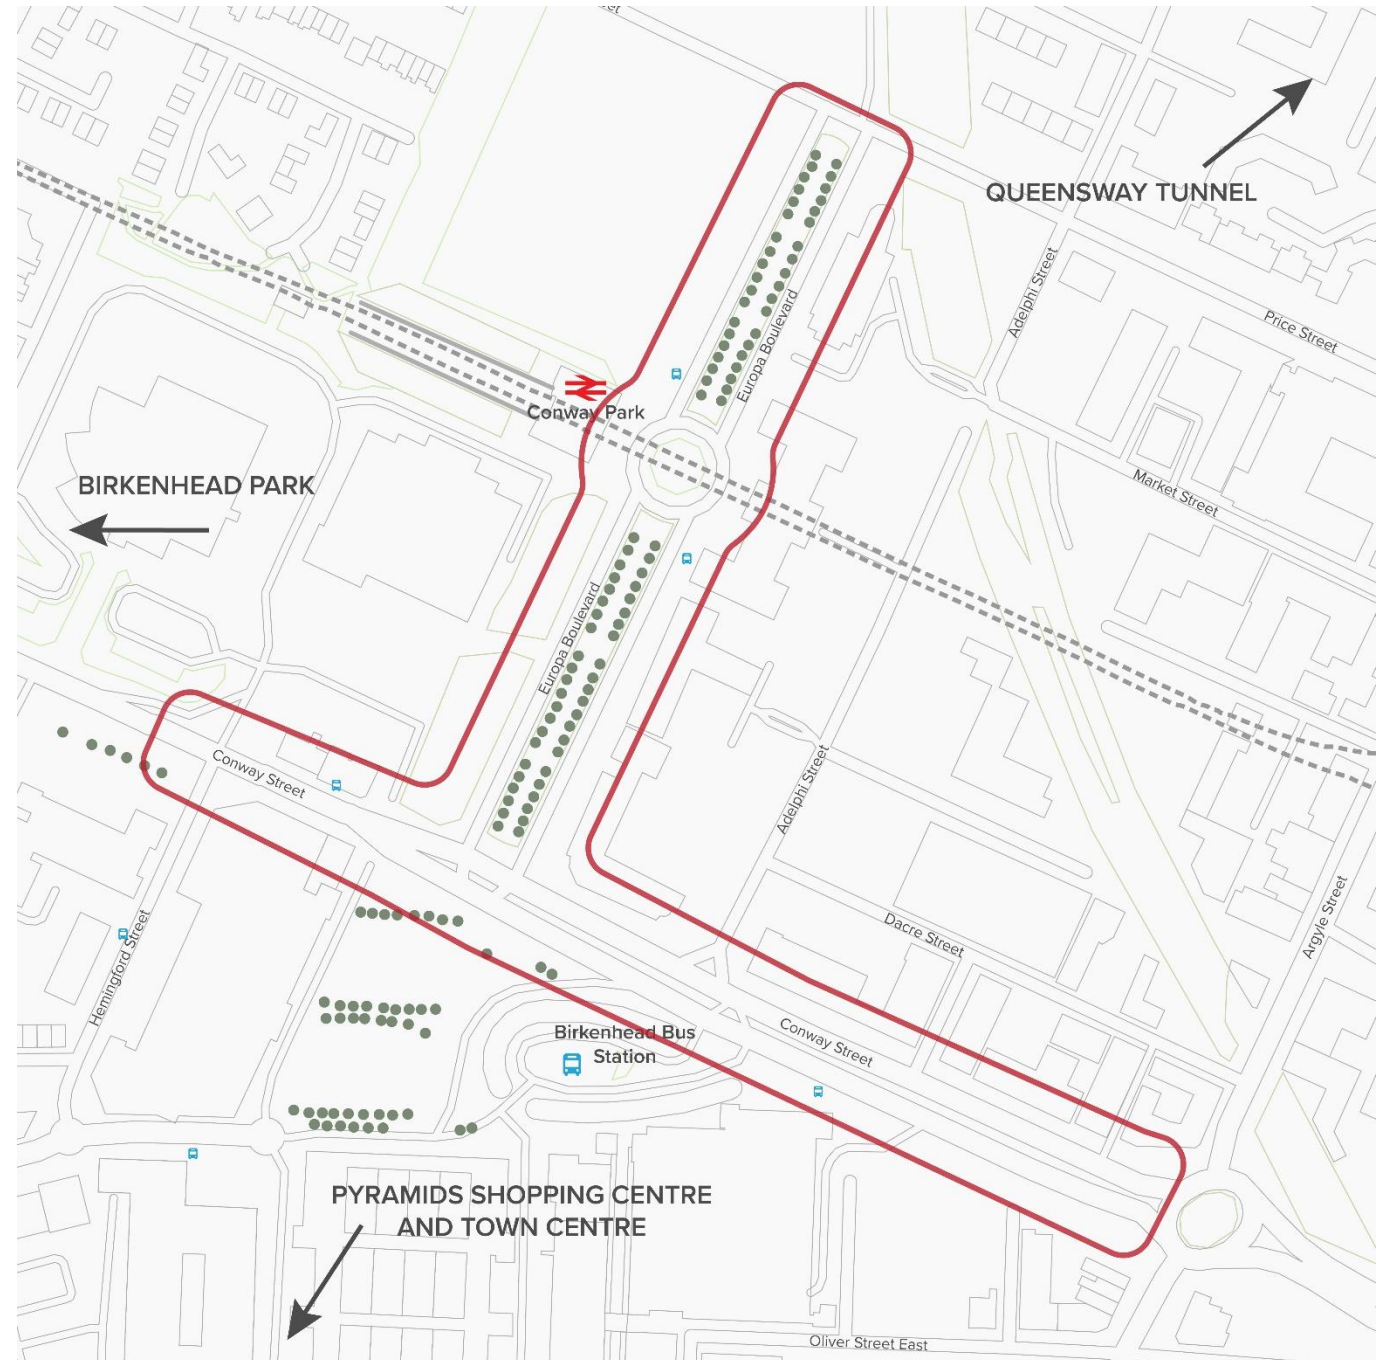 QUEENSWAY TUNNEL
Adelphi Street
Price Street
Europa Boulevard
Conway Park
BIRKENHEAD PARK
Market Street
Europa Boulevard
Conway Street
Adelphi Street
Argyle Street
Dacre Street
Hemingford Street
Birkenhead Bus
Station
Conway Street
PYRAMIDS SHOPPING CENTRE
AND TOWN CENTRE
Oliver Street East